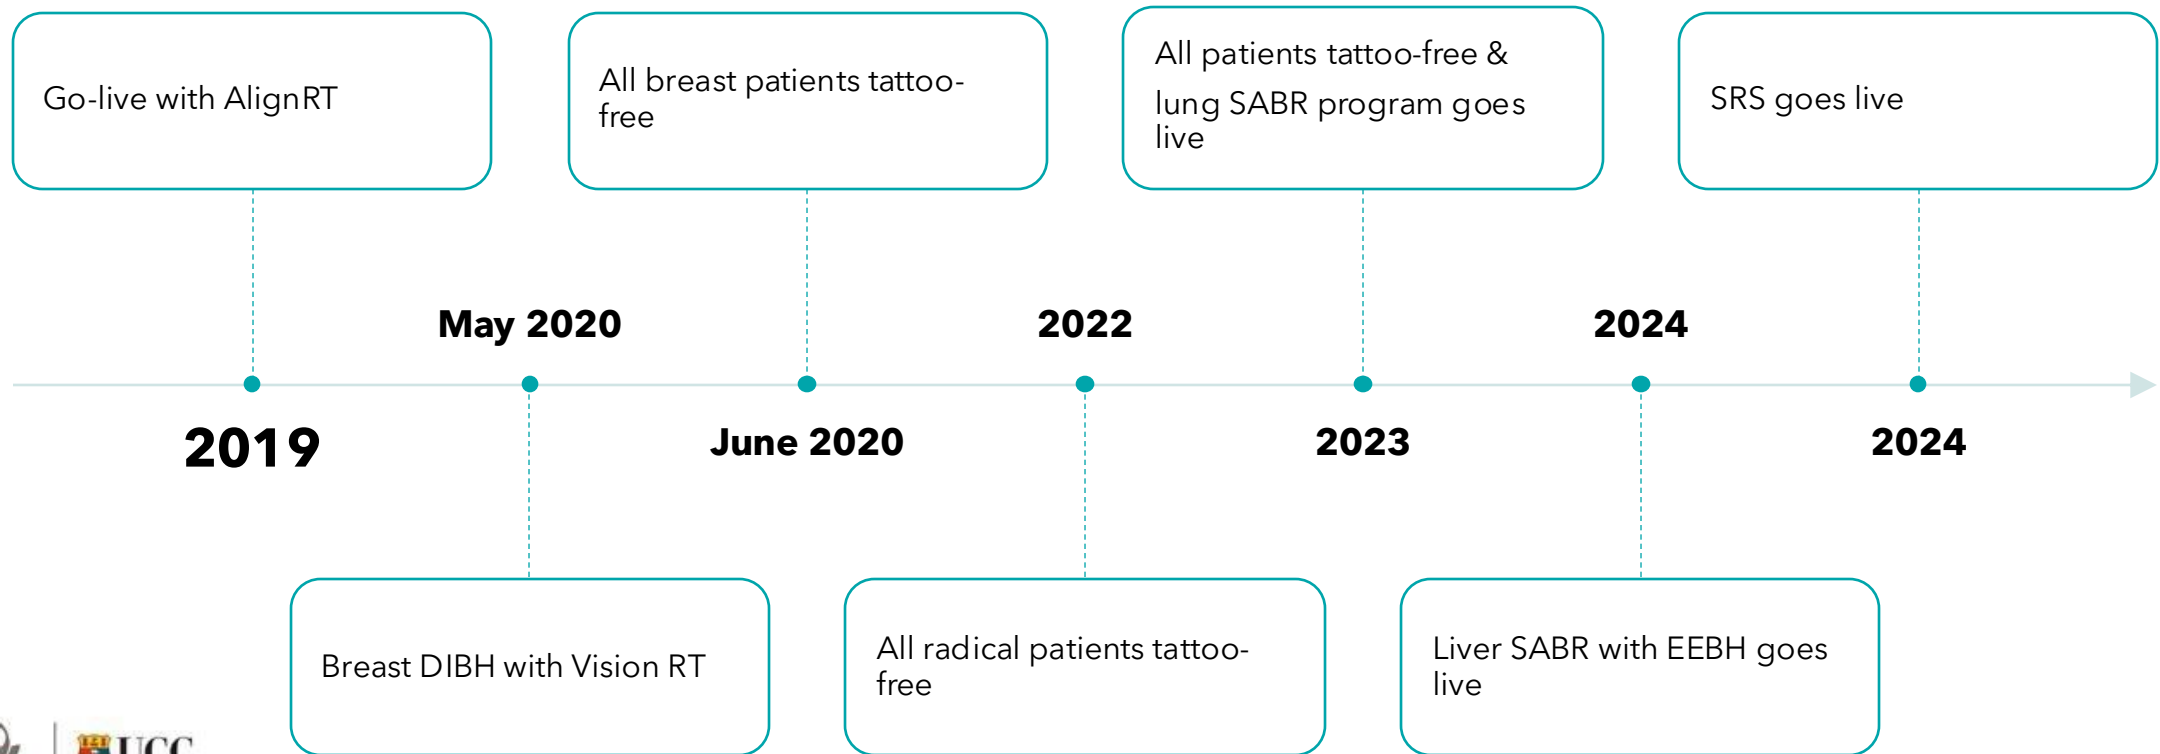 Go-live with AlignRT
All breast patients tattoo-
free
All patients tattoo-free &
lung SABR program goes
live
SRS goes live
May 2020
2022
2024
2019
June 2020
2023
2024
Breast DIBH with Vision RT
All radical patients tattoo-
free
Liver SABR with EEBH goes
live
UCC